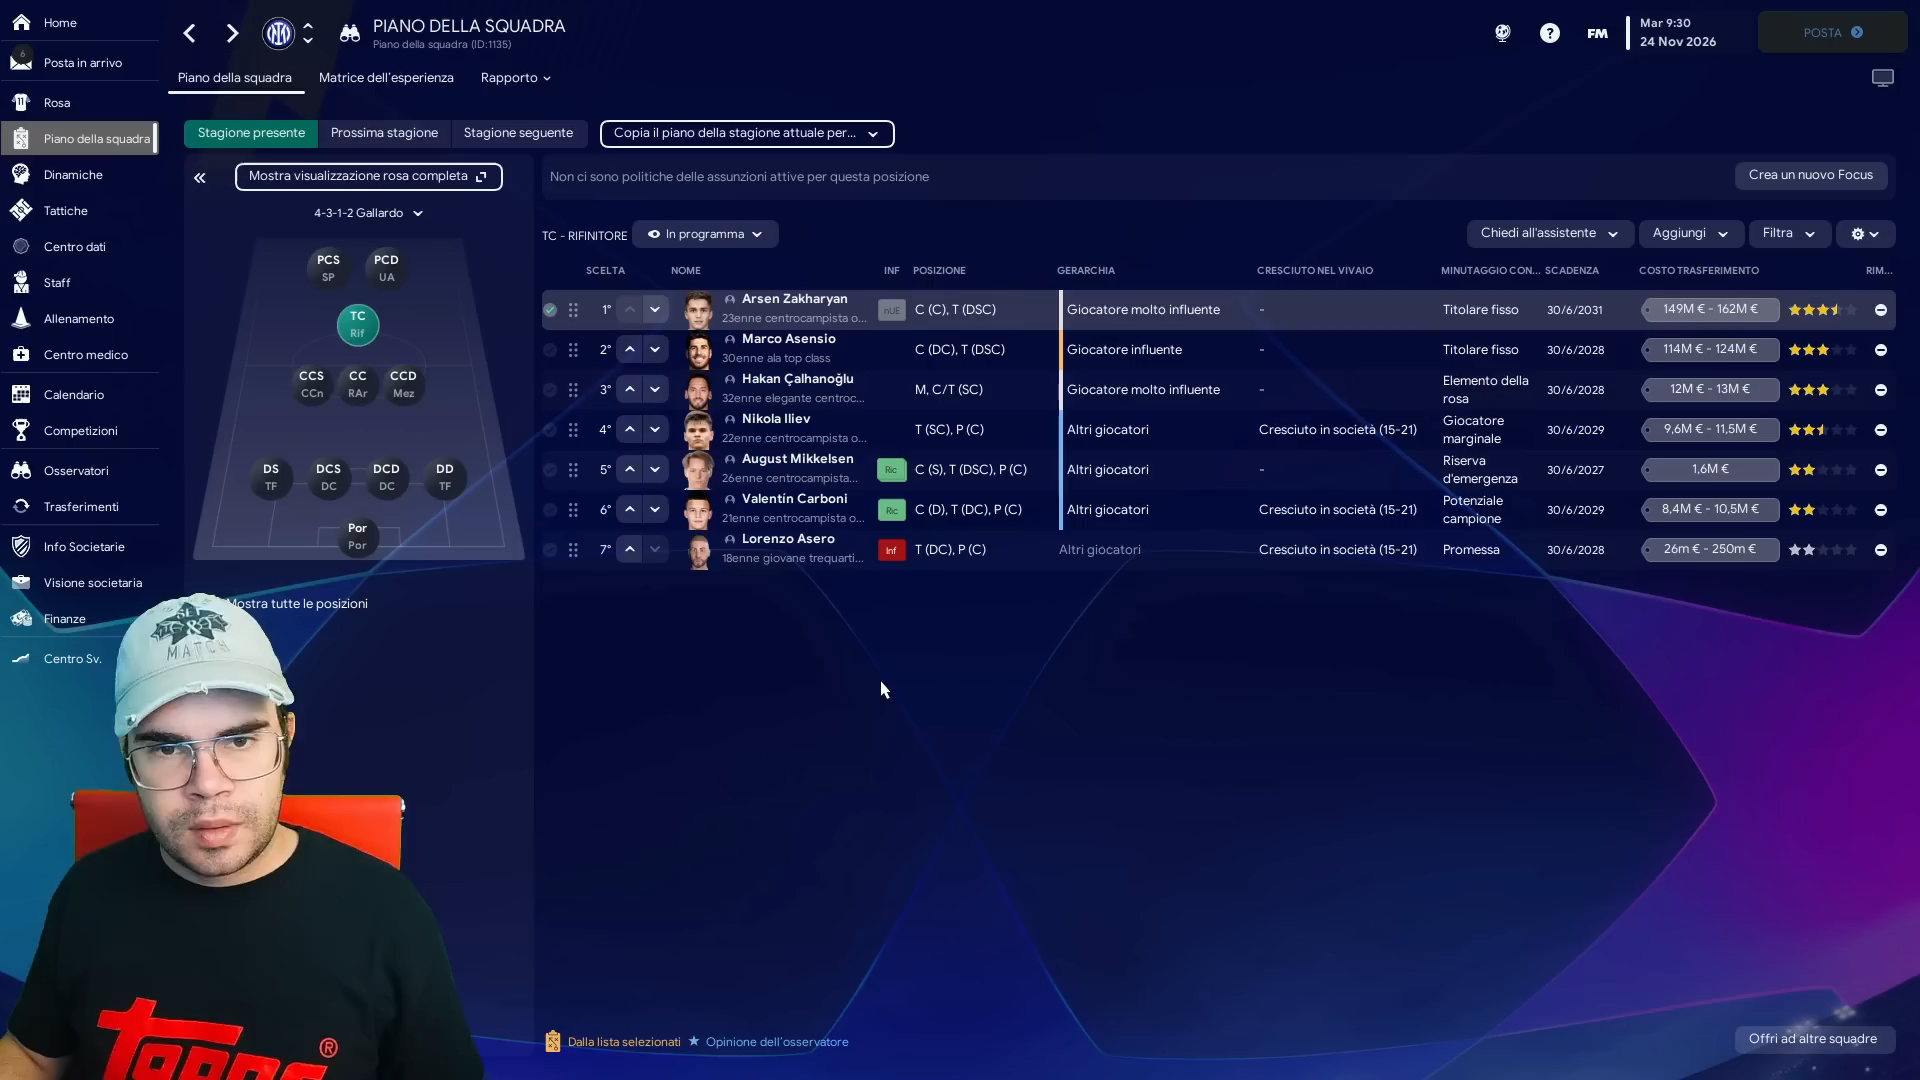 Home
6
Posta in arrivo
Rosa
Piano della squadra
Dinamiche
Tattiche
Centro dati
Staff
Allenamento
Centro medico
Calendario
Competizioni
Osservatori
Trasferimenti
Info Societarie
Visione societaria
Finanze
Centro Sv.
PIANO DELLA SQUADRA
Piano della squadra (ID:1135)
FM
Mar 9:30
24 Nov 2026
POSTA
Piano della squadra Matrice dell'esperienza Rapporto
Stagione presente Prossima stagione Stagione seguente Copia il piano della stagione attuale per...
Mostra visualizzazione rosa completa
4-3-1-2 Gallardo
PCS PCD
SP UA
TC
Rif
CCS CC CCD
CCn RAr Mez
DS DCS DCD DD
TF DC DC TF
Por
Por
Mostra tutte le posizioni
Non ci sono politiche delle assunzioni attive per questa posizione
Crea un nuovo Focus
TC - RIFINITORE In programma Chiedi all'assistente Aggiungi Filtra
SCELTA NOME INF POSIZIONE GERARCHIA CRESCIUTO NEL VIVAIO MINUTAGGIO CON... SCADENZA COSTO TRASFERIMENTO RIM...
1° Arsen Zakharyan
23enne centrocampista o...
nUE C (C), T (DSC) Giocatore molto influente - Titolare fisso 30/6/2031 149M € - 162M €
2° Marco Asensio
30enne ala top class
C (DC), T (DSC) Giocatore influente - Titolare fisso 30/6/2028 114M € - 124M €
3° Hakan Çalhanoğlu
32enne elegante centroc...
M, C/T (SC) Giocatore molto influente - Elemento della rosa 30/6/2028 12M € - 13M €
4° Nikola Iliev
22enne centrocampista o...
T (SC), P (C) Altri giocatori Cresciuto in società (15-21) Giocatore marginale 30/6/2029 9,6M € - 11,5M €
5° August Mikkelsen
26enne centrocampista...
Ric C (S), T (DSC), P (C) Altri giocatori - Riserva d'emergenza 30/6/2027 1,6M €
6° Valentín Carboni
21enne centrocampista o...
Ric C (D), T (DC), P (C) Altri giocatori Cresciuto in società (15-21) Potenziale campione 30/6/2029 8,4M € - 10,5M €
7° Lorenzo Asero
18enne giovane trequarti...
Inf T (DC), P (C) Altri giocatori Cresciuto in società (15-21) Promessa 30/6/2028 26m € - 250m €
Dalla lista selezionati Opinione dell'osservatore
Offri ad altre squadre
SET
&
MATCH
Topps ®